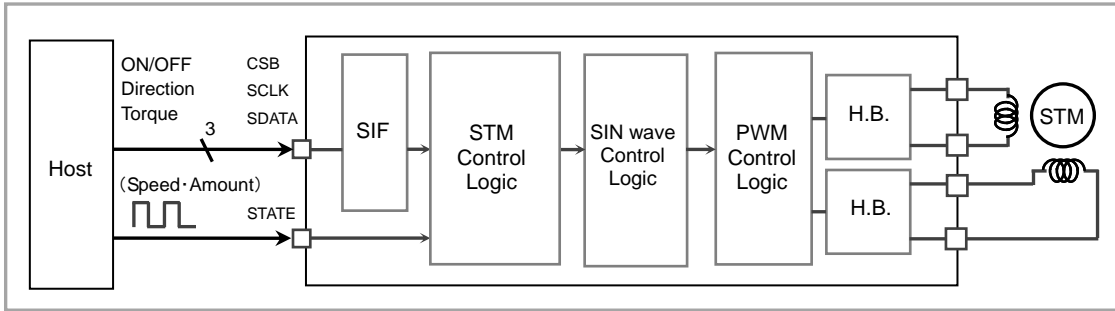 Host
ON/OFF
Direction
Torque
3
CSB
SCLK
SDATA
(Speed・Amount)
STATE
SIF
STM
Control
Logic
SIN wave
Control
Logic
PWM
Control
Logic
H.B.
H.B.
STM